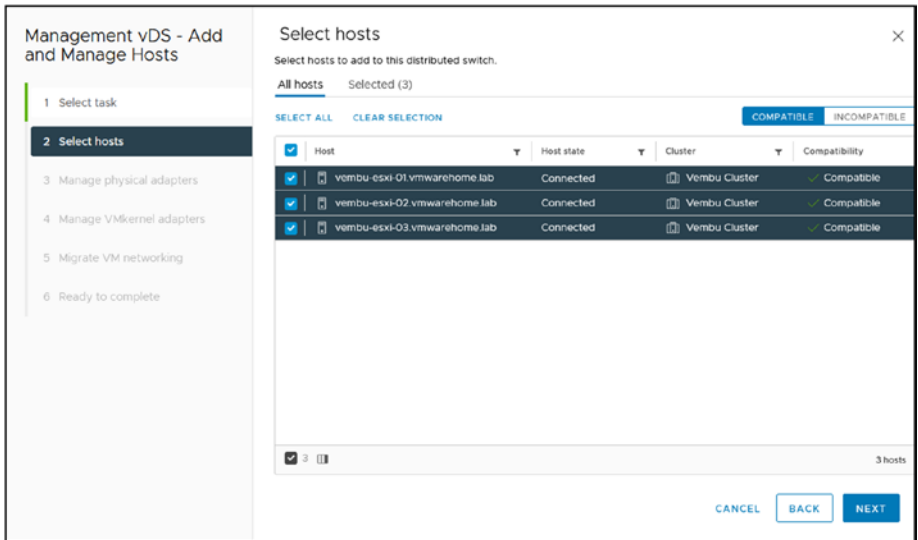 Management vDS - Add
and Manage Hosts
1 Select task
2 Select hosts
3 Manage physical adapters
4 Manage VMkernel adapters
5 Migrate VM networking
6 Ready to complete
Select hosts
Select hosts to add to this distributed switch.
All hosts Selected (3)
SELECT ALL CLEAR SELECTION COMPATIBLE INCOMPATIBLE
Host Host state Cluster Compatibility
vembu-esxi-01.vmwarehome.lab Connected Vembu Cluster Compatible
vembu-esxi-02.vmwarehome.lab Connected Vembu Cluster Compatible
vembu-esxi-03.vmwarehome.lab Connected Vembu Cluster Compatible
3 3 hosts
CANCEL BACK NEXT